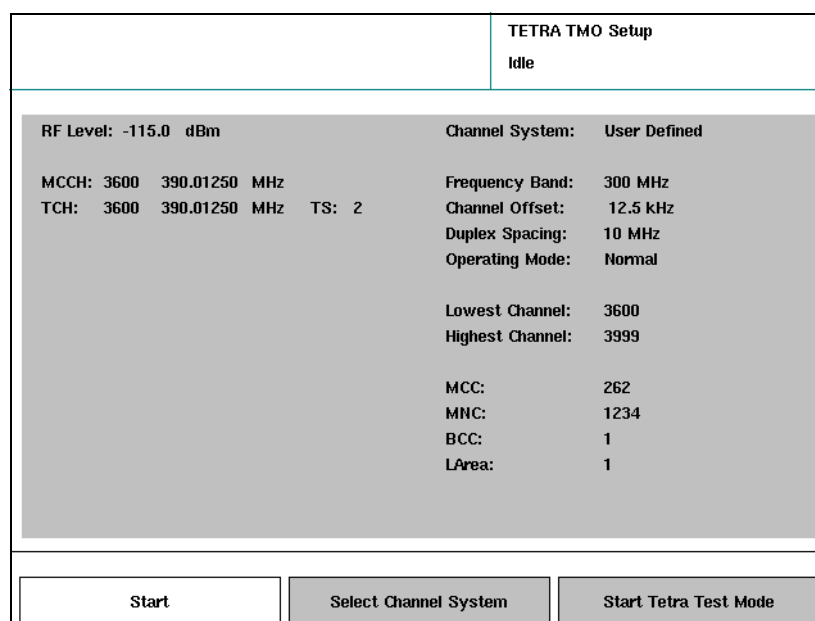 TETRA TMO Setup
Idle
RF Level: -115.0 dBm
Channel System: User Defined
MCCH: 3600 390.01250 MHz
Frequency Band: 300 MHz
TCH: 3600 390.01250 MHz TS: 2
Channel Offset: 12.5 kHz
Duplex Spacing: 10 MHz
Operating Mode: Normal
Lowest Channel: 3600
Highest Channel: 3999
MCC: 262
MNC: 1234
BCC: 1
LArea: 1
Start
Select Channel System
Start Tetra Test Mode